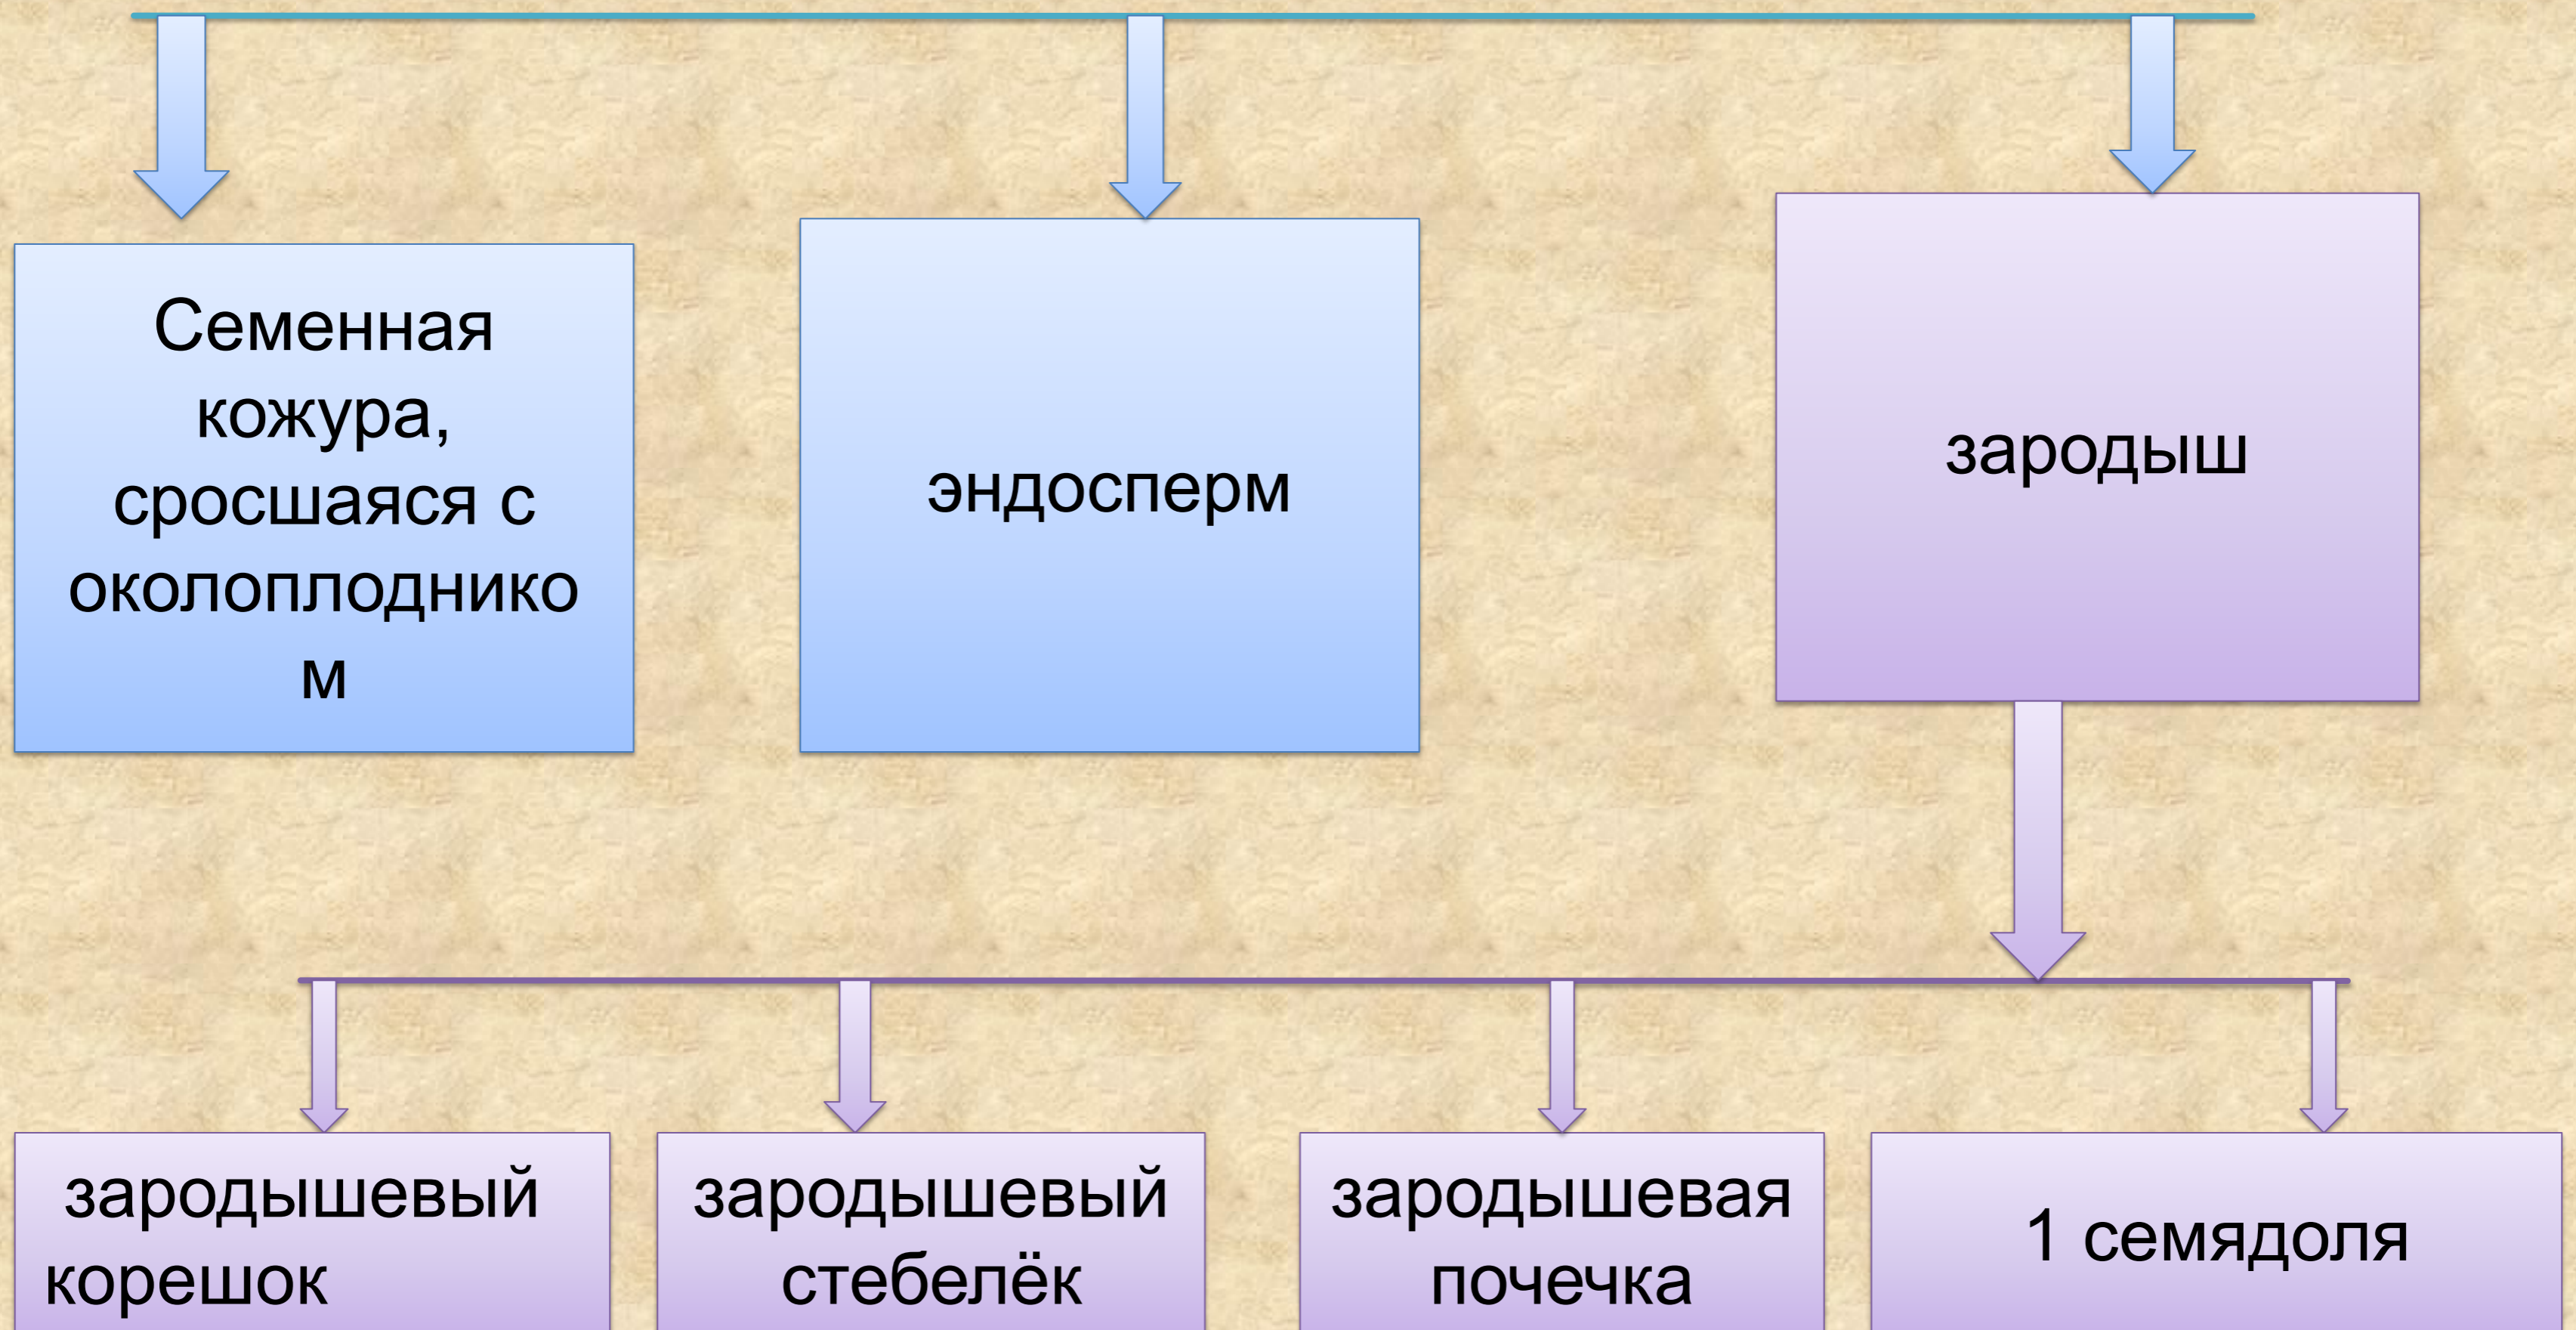 Семенная
кожура,
сросшаяся с
околоплоднико
м
эндосперм
зародыш
зародышевый
корешок
зародышевый
стебелёк
зародышевая
почечка
1 семядоля